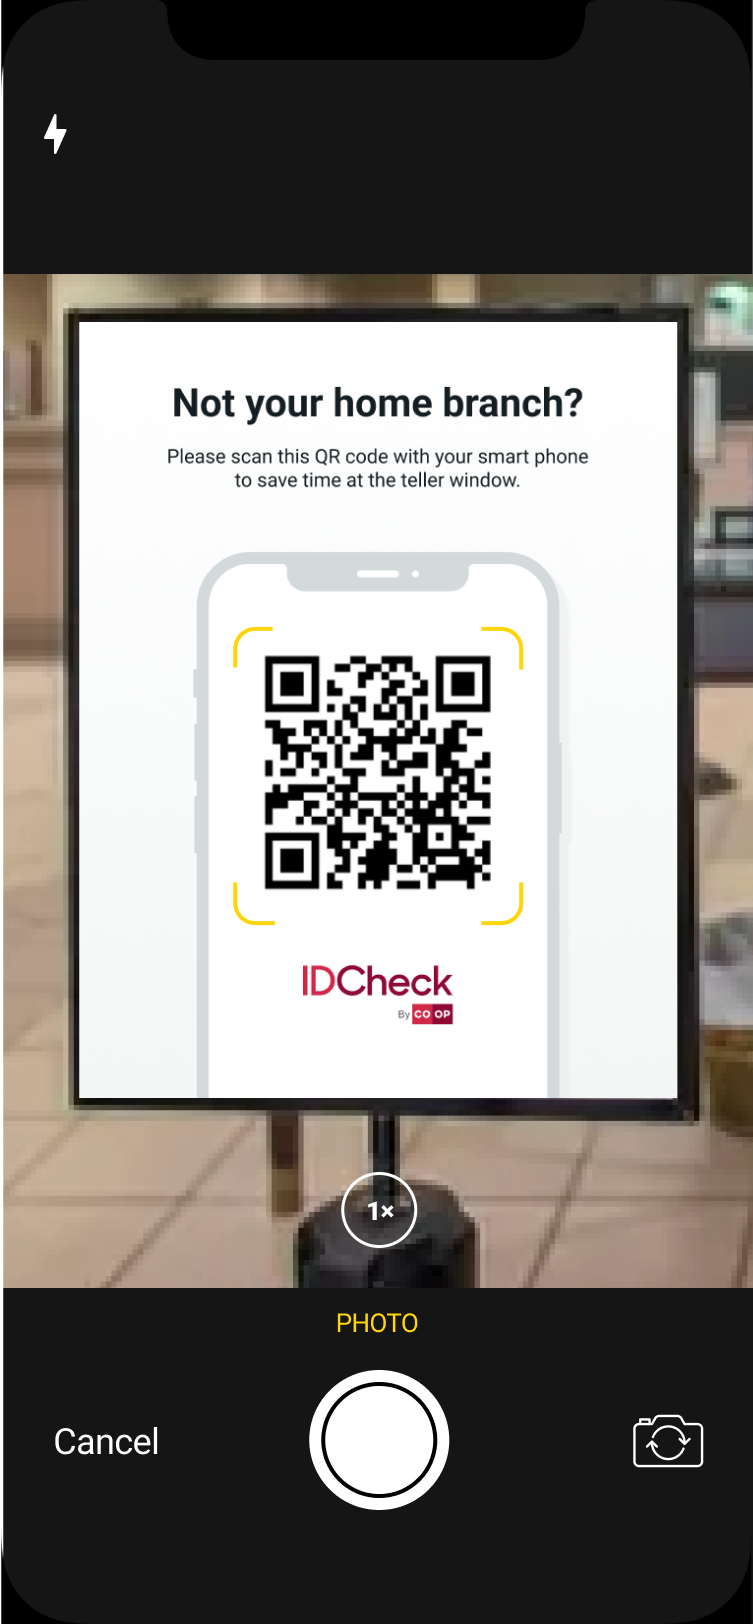 Not your home branch?
Please scan this QR code with your smart phone
to save time at the teller window.
IDCheck
By CO OP
1×
PHOTO
Cancel